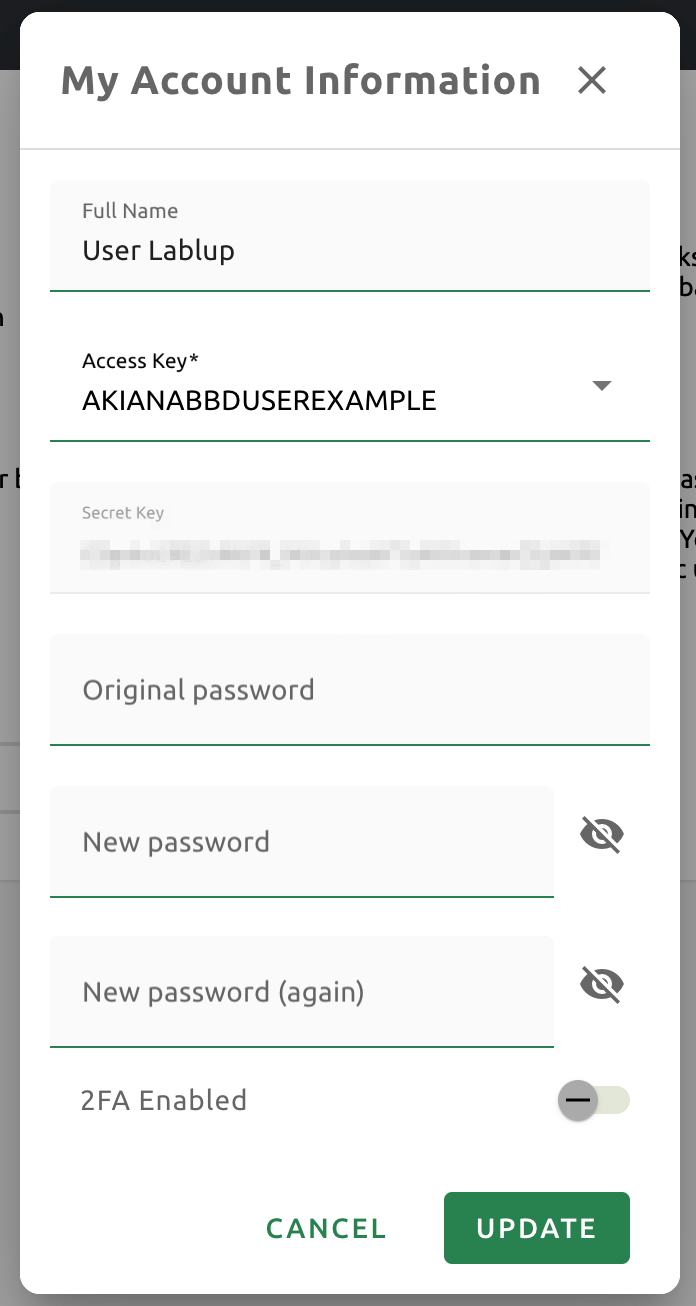 My Account Information
Full Name
User Lablup
Access Key*
AKIANABBDUSEREXAMPLE
Secret Key
Original password
New password
New password (again)
2FA Enabled
CANCEL
UPDATE